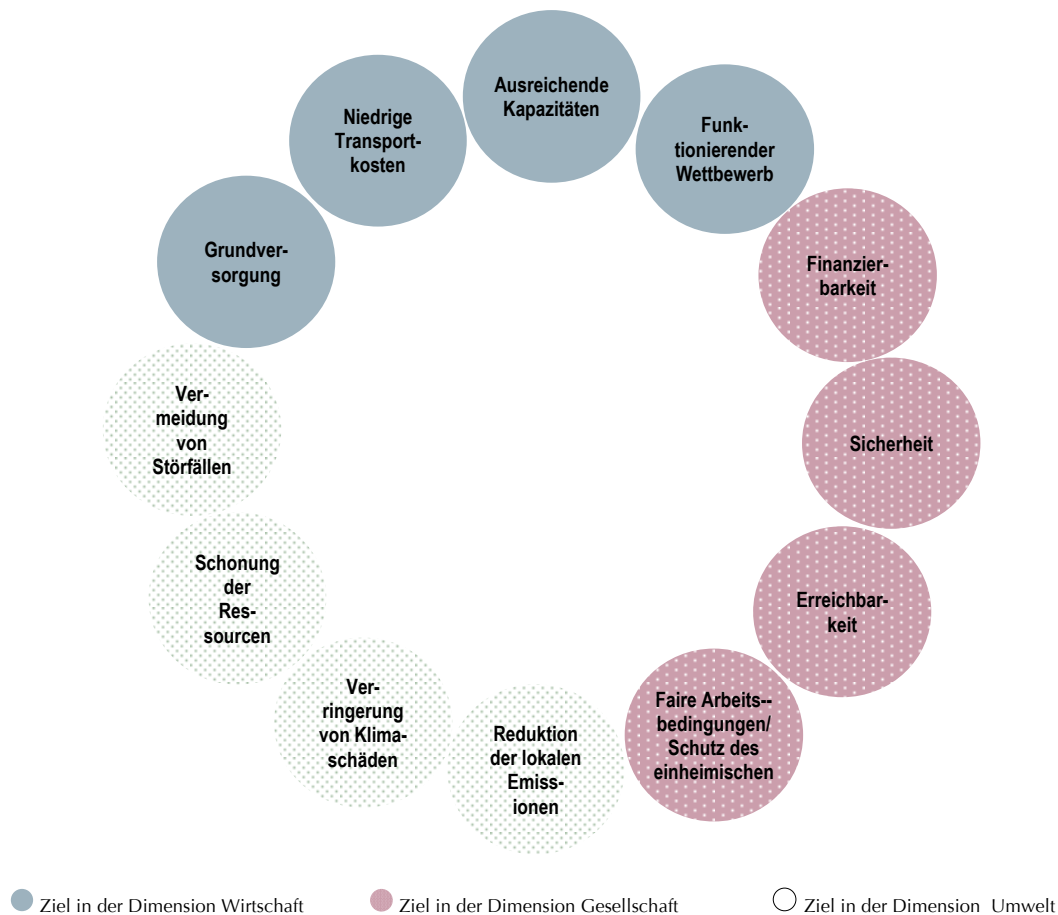 Ausreichende
Kapazitäten
Niedrige
Transport-
kosten
Funk-
tionierender
Wettbewerb
Grundver-
sorgung
Finanzier-
barkeit
Ver-
meidung
von
Störfällen
Sicherheit
Schonung
der
Res-
sourcen
Erreichbar-
keit
Ver-
ringerung
von Klima-
schäden
Reduktion
der lokalen
Emiss-
ionen
Faire Arbeits--
bedingungen/
Schutz des
einheimischen
Ziel in der Dimension Wirtschaft
Ziel in der Dimension Gesellschaft
Ziel in der Dimension Umwelt